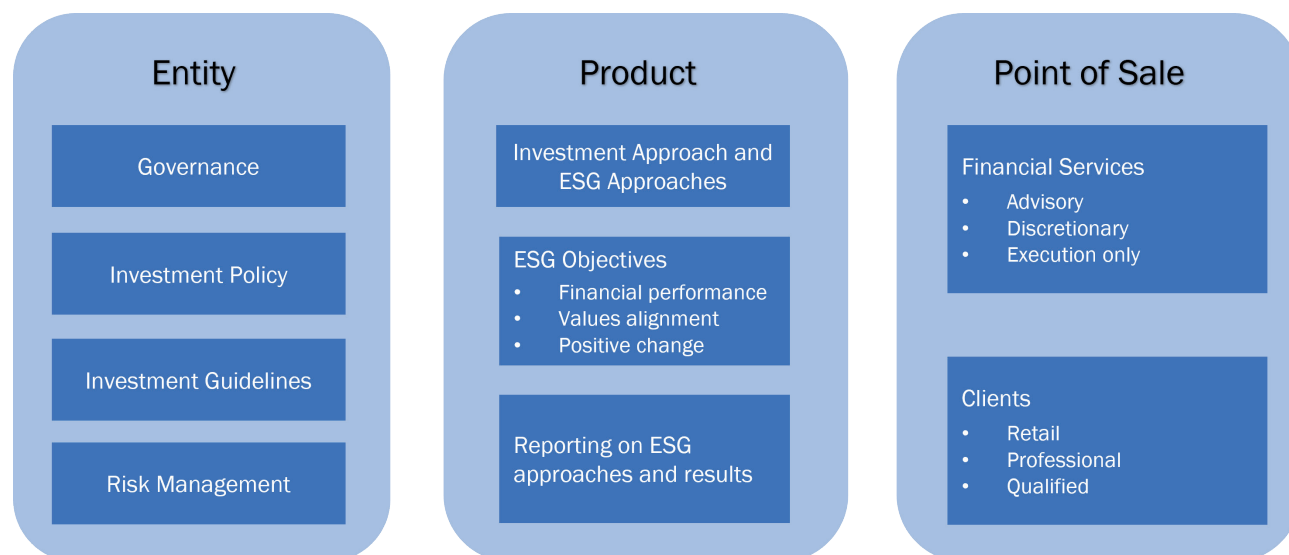 Entity
Governance
Investment Policy
Investment Guidelines
Risk Management
Product
Investment Approach and
ESG Approaches
ESG Objectives
• Financial performance
• Values alignment
• Positive change
Reporting on ESG
approaches and results
Point of Sale
Financial Services
• Advisory
• Discretionary
• Execution only
Clients
• Retail
• Professional
• Qualified